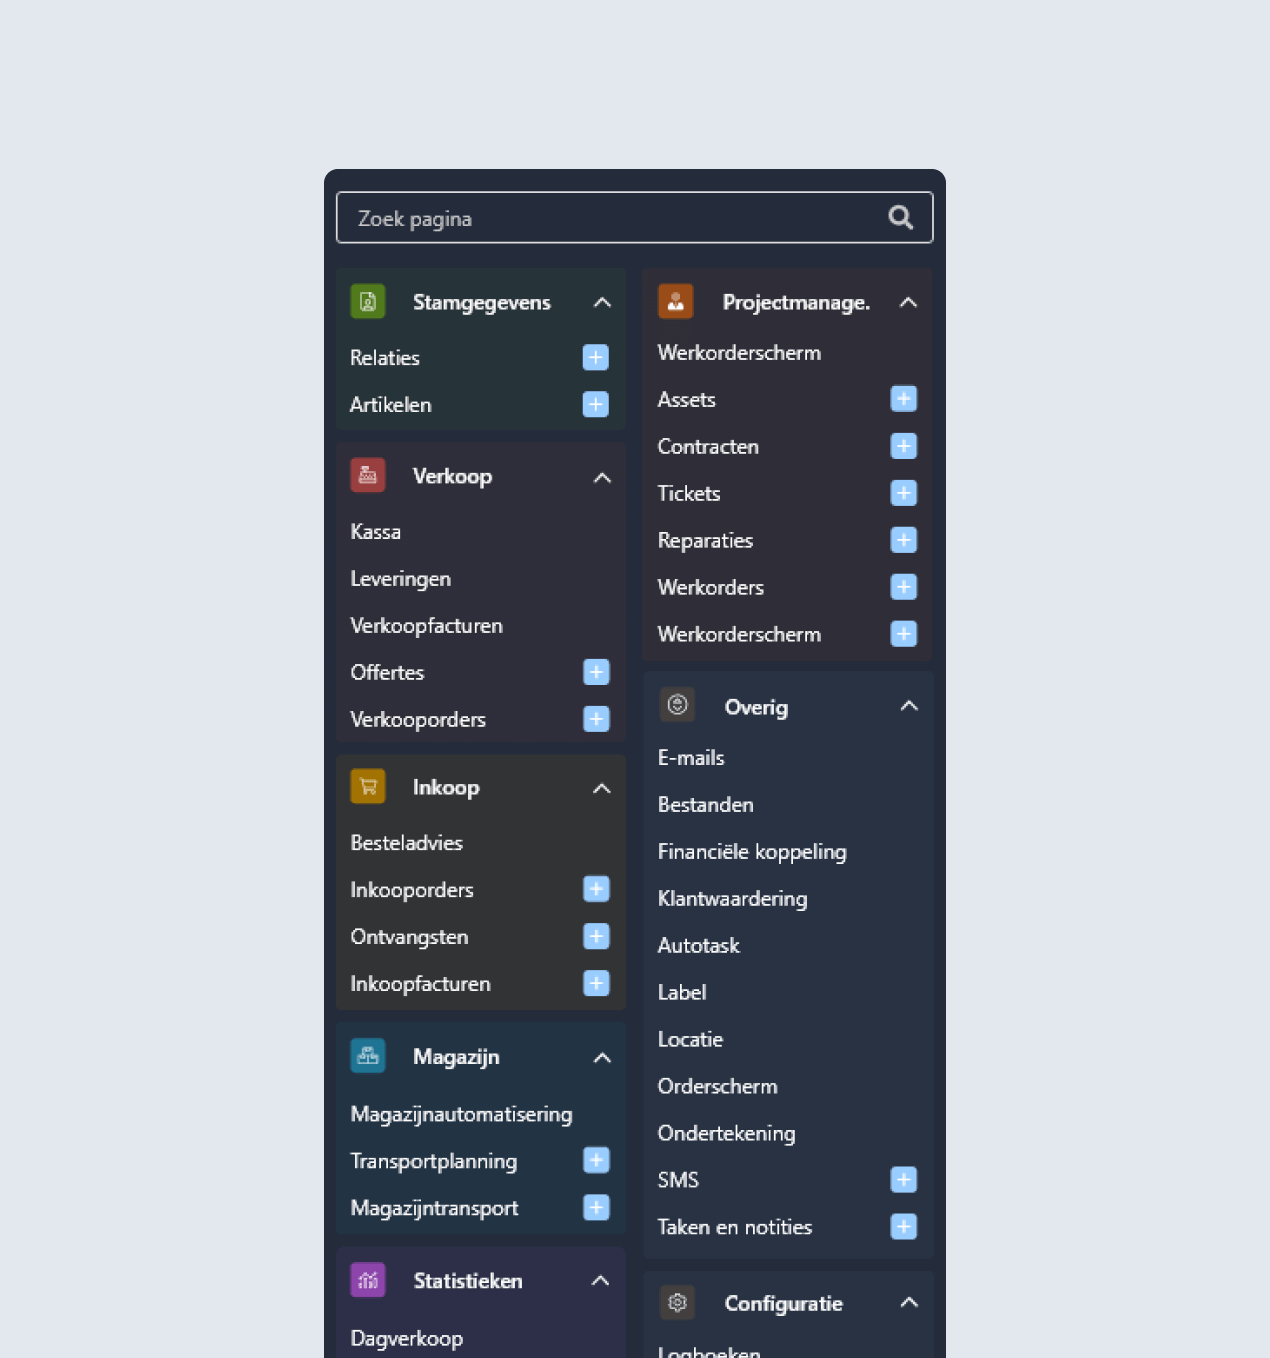 Zoek pagina
Stamgegevens
Relaties
Artikelen
Verkoop
Kassa
Leveringen
Verkoopfacturen
Offertes
Verkooporders
Inkoop
Besteladvies
Inkooporders
Ontvangsten
Inkoopfacturen
Magazijn
Magazijnautomatisering
Transportplanning
Magazijntransport
Statistieken
Dagverkoop
Projectmanage.
Werkorderscherm
Assets
Contracten
Tickets
Reparaties
Werkorders
Werkorderscherm
Overig
E-mails
Bestanden
Financiële koppeling
Klantwaardering
Autotask
Label
Locatie
Orderscherm
Ondertekening
SMS
Taken en notities
Configuratie
Logboeken